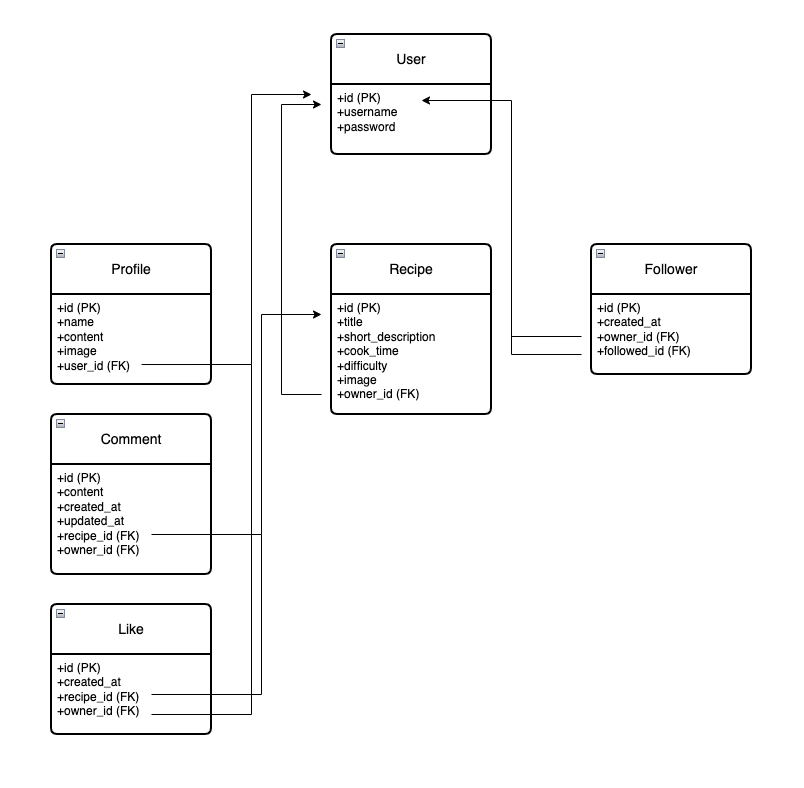 User
+id (PK)
+username
+password
Profile
+id (PK)
+name
+content
+image
+user_id (FK)
Recipe
+id (PK)
+title
+short_description
+cook_time
+difficulty
+image
+owner_id (FK)
Follower
+id (PK)
+created_at
+owner_id (FK)
+followed_id (FK)
Comment
+id (PK)
+content
+created_at
+updated_at
+recipe_id (FK)
+owner_id (FK)
Like
+id (PK)
+created_at
+recipe_id (FK)
+owner_id (FK)